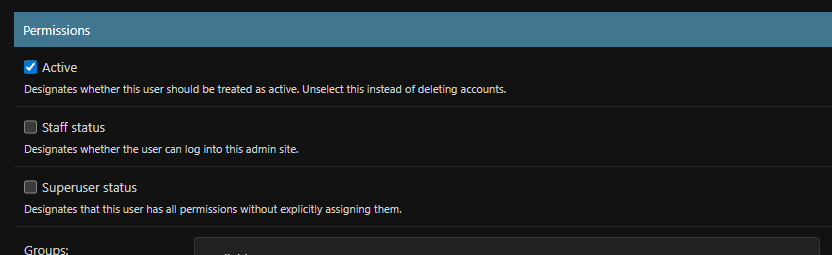 Permissions
Active
Designates whether this user should be treated as active. Unselect this instead of deleting accounts.
Staff status
Designates whether the user can log into this admin site.
Superuser status
Designates that this user has all permissions without explicitly assigning them.
Groups: